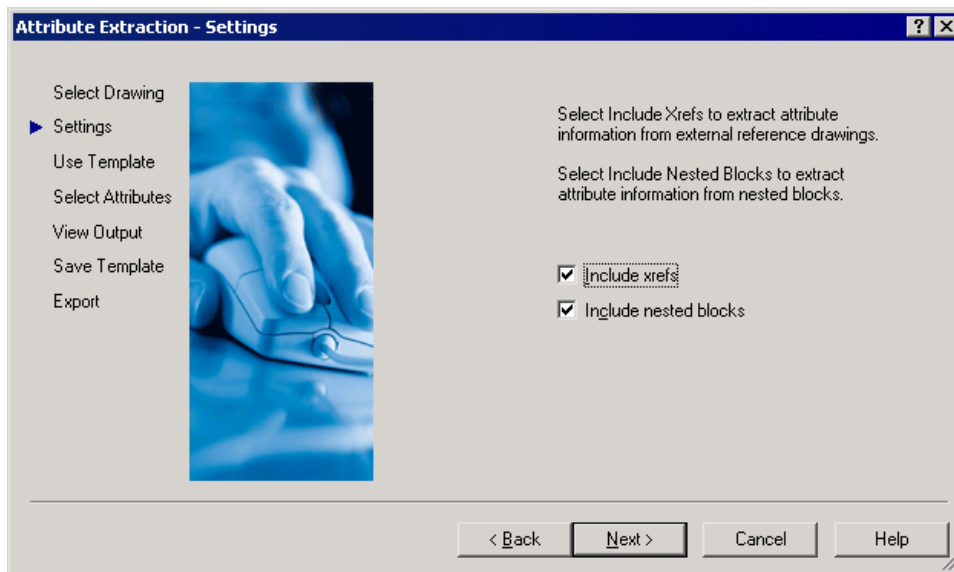 Attribute Extraction - Settings
Select Drawing
Settings
Use Template
Select Attributes
View Output
Save Template
Export
Select Include Xrefs to extract attribute
information from external reference drawings.
Select Include Nested Blocks to extract
attribute information from nested blocks.
Include xrefs
Include nested blocks
< Back
Next >
Cancel
Help